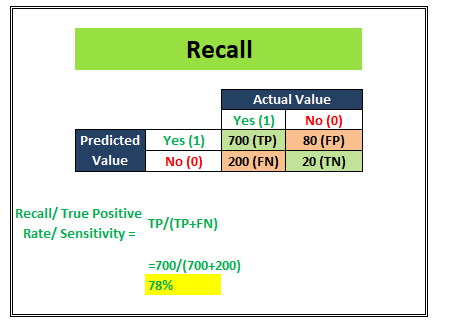 Recall
Actual Value
Yes (1) No (0)
Predicted Yes (1) 700 (TP) 80 (FP)
Value No (0) 200 (FN) 20 (TN)
Recall/ True Positive
Rate/ Sensitivity = TP/(TP+FN)
=700/(700+200)
78%